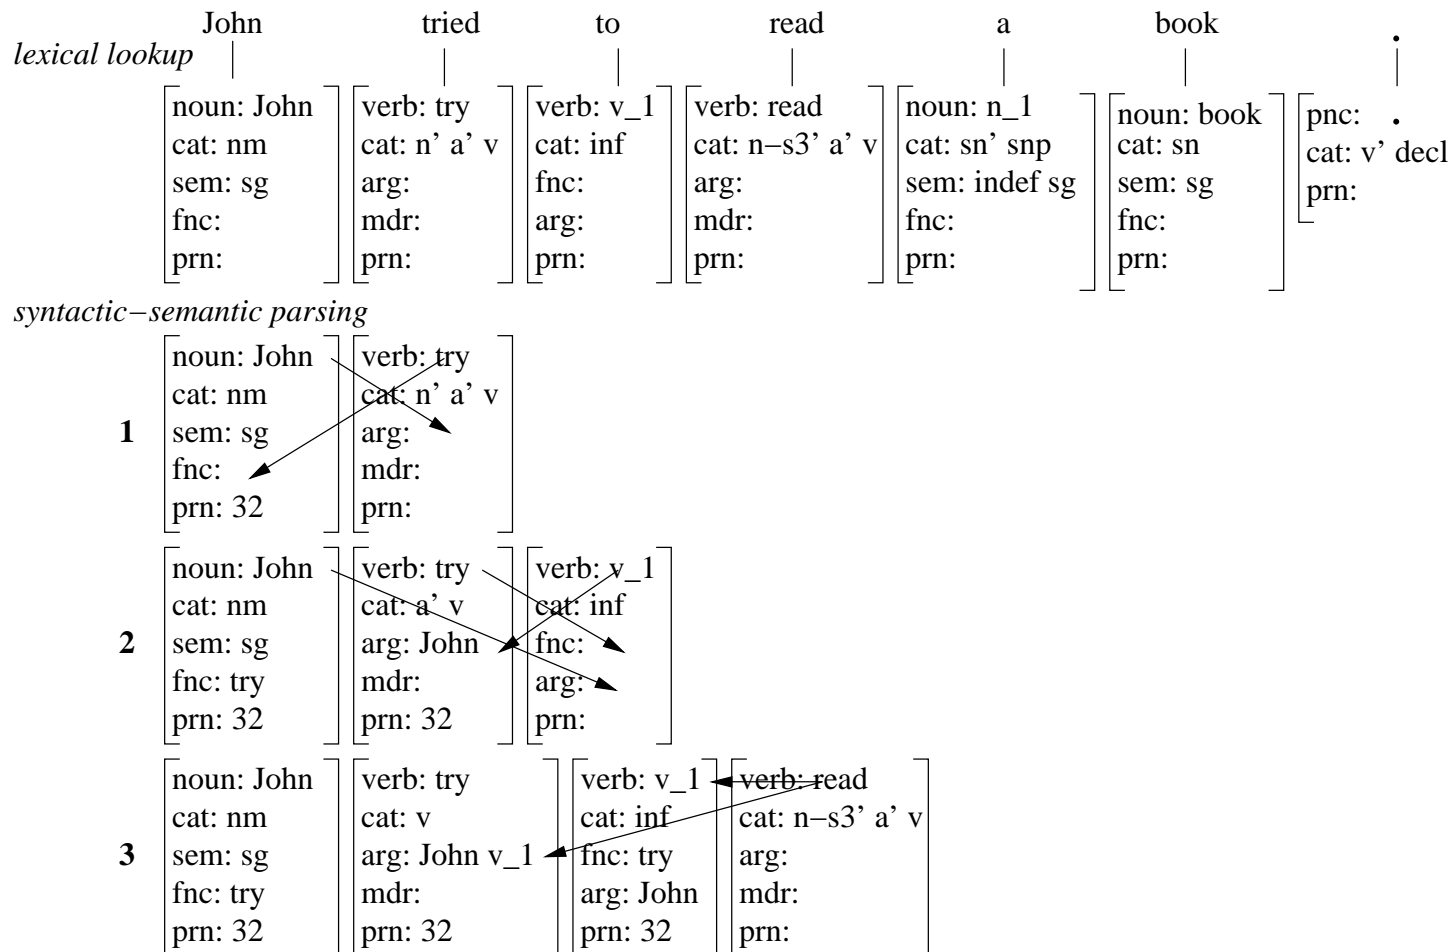 John tried to read a book .
lexical lookup
noun: John verb: try verb: v_1 verb: read noun: n_1 noun: book pnc: .
cat: nm cat: n’ a’ v cat: inf cat: n−s3’ a’ v cat: sn’ snp cat: sn cat: v’ decl
sem: sg arg: fnc: arg: sem: indef sg sem: sg prn:
fnc: mdr: arg: mdr: fnc: fnc:
prn: prn: prn: prn: prn: prn:
syntactic−semantic parsing
noun: John verb: try
cat: nm cat: n’ a’ v
1 sem: sg arg:
fnc: mdr:
prn: 32 prn:
noun: John verb: try verb: v_1
cat: nm cat: a’ v cat: inf
2 sem: sg arg: John fnc:
fnc: try mdr: arg:
prn: 32 prn: 32 prn:
noun: John verb: try verb: v_1 verb: read
cat: nm cat: v cat: inf cat: n−s3’ a’ v
3 sem: sg arg: John v_1 fnc: try arg:
fnc: try mdr: arg: John mdr:
prn: 32 prn: 32 prn: 32 prn: